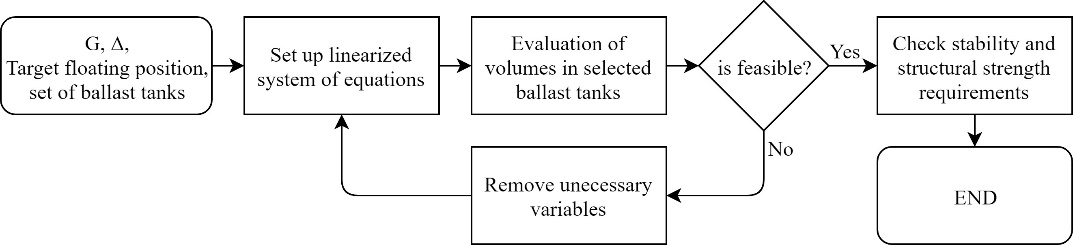 G, Δ,
Target floating position,
set of ballast tanks
Set up linearized
system of equations
Evaluation of
volumes in selected
ballast tanks
is feasible?
Yes
Check stability and
structural strength
requirements
No
Remove unecessary
variables
END